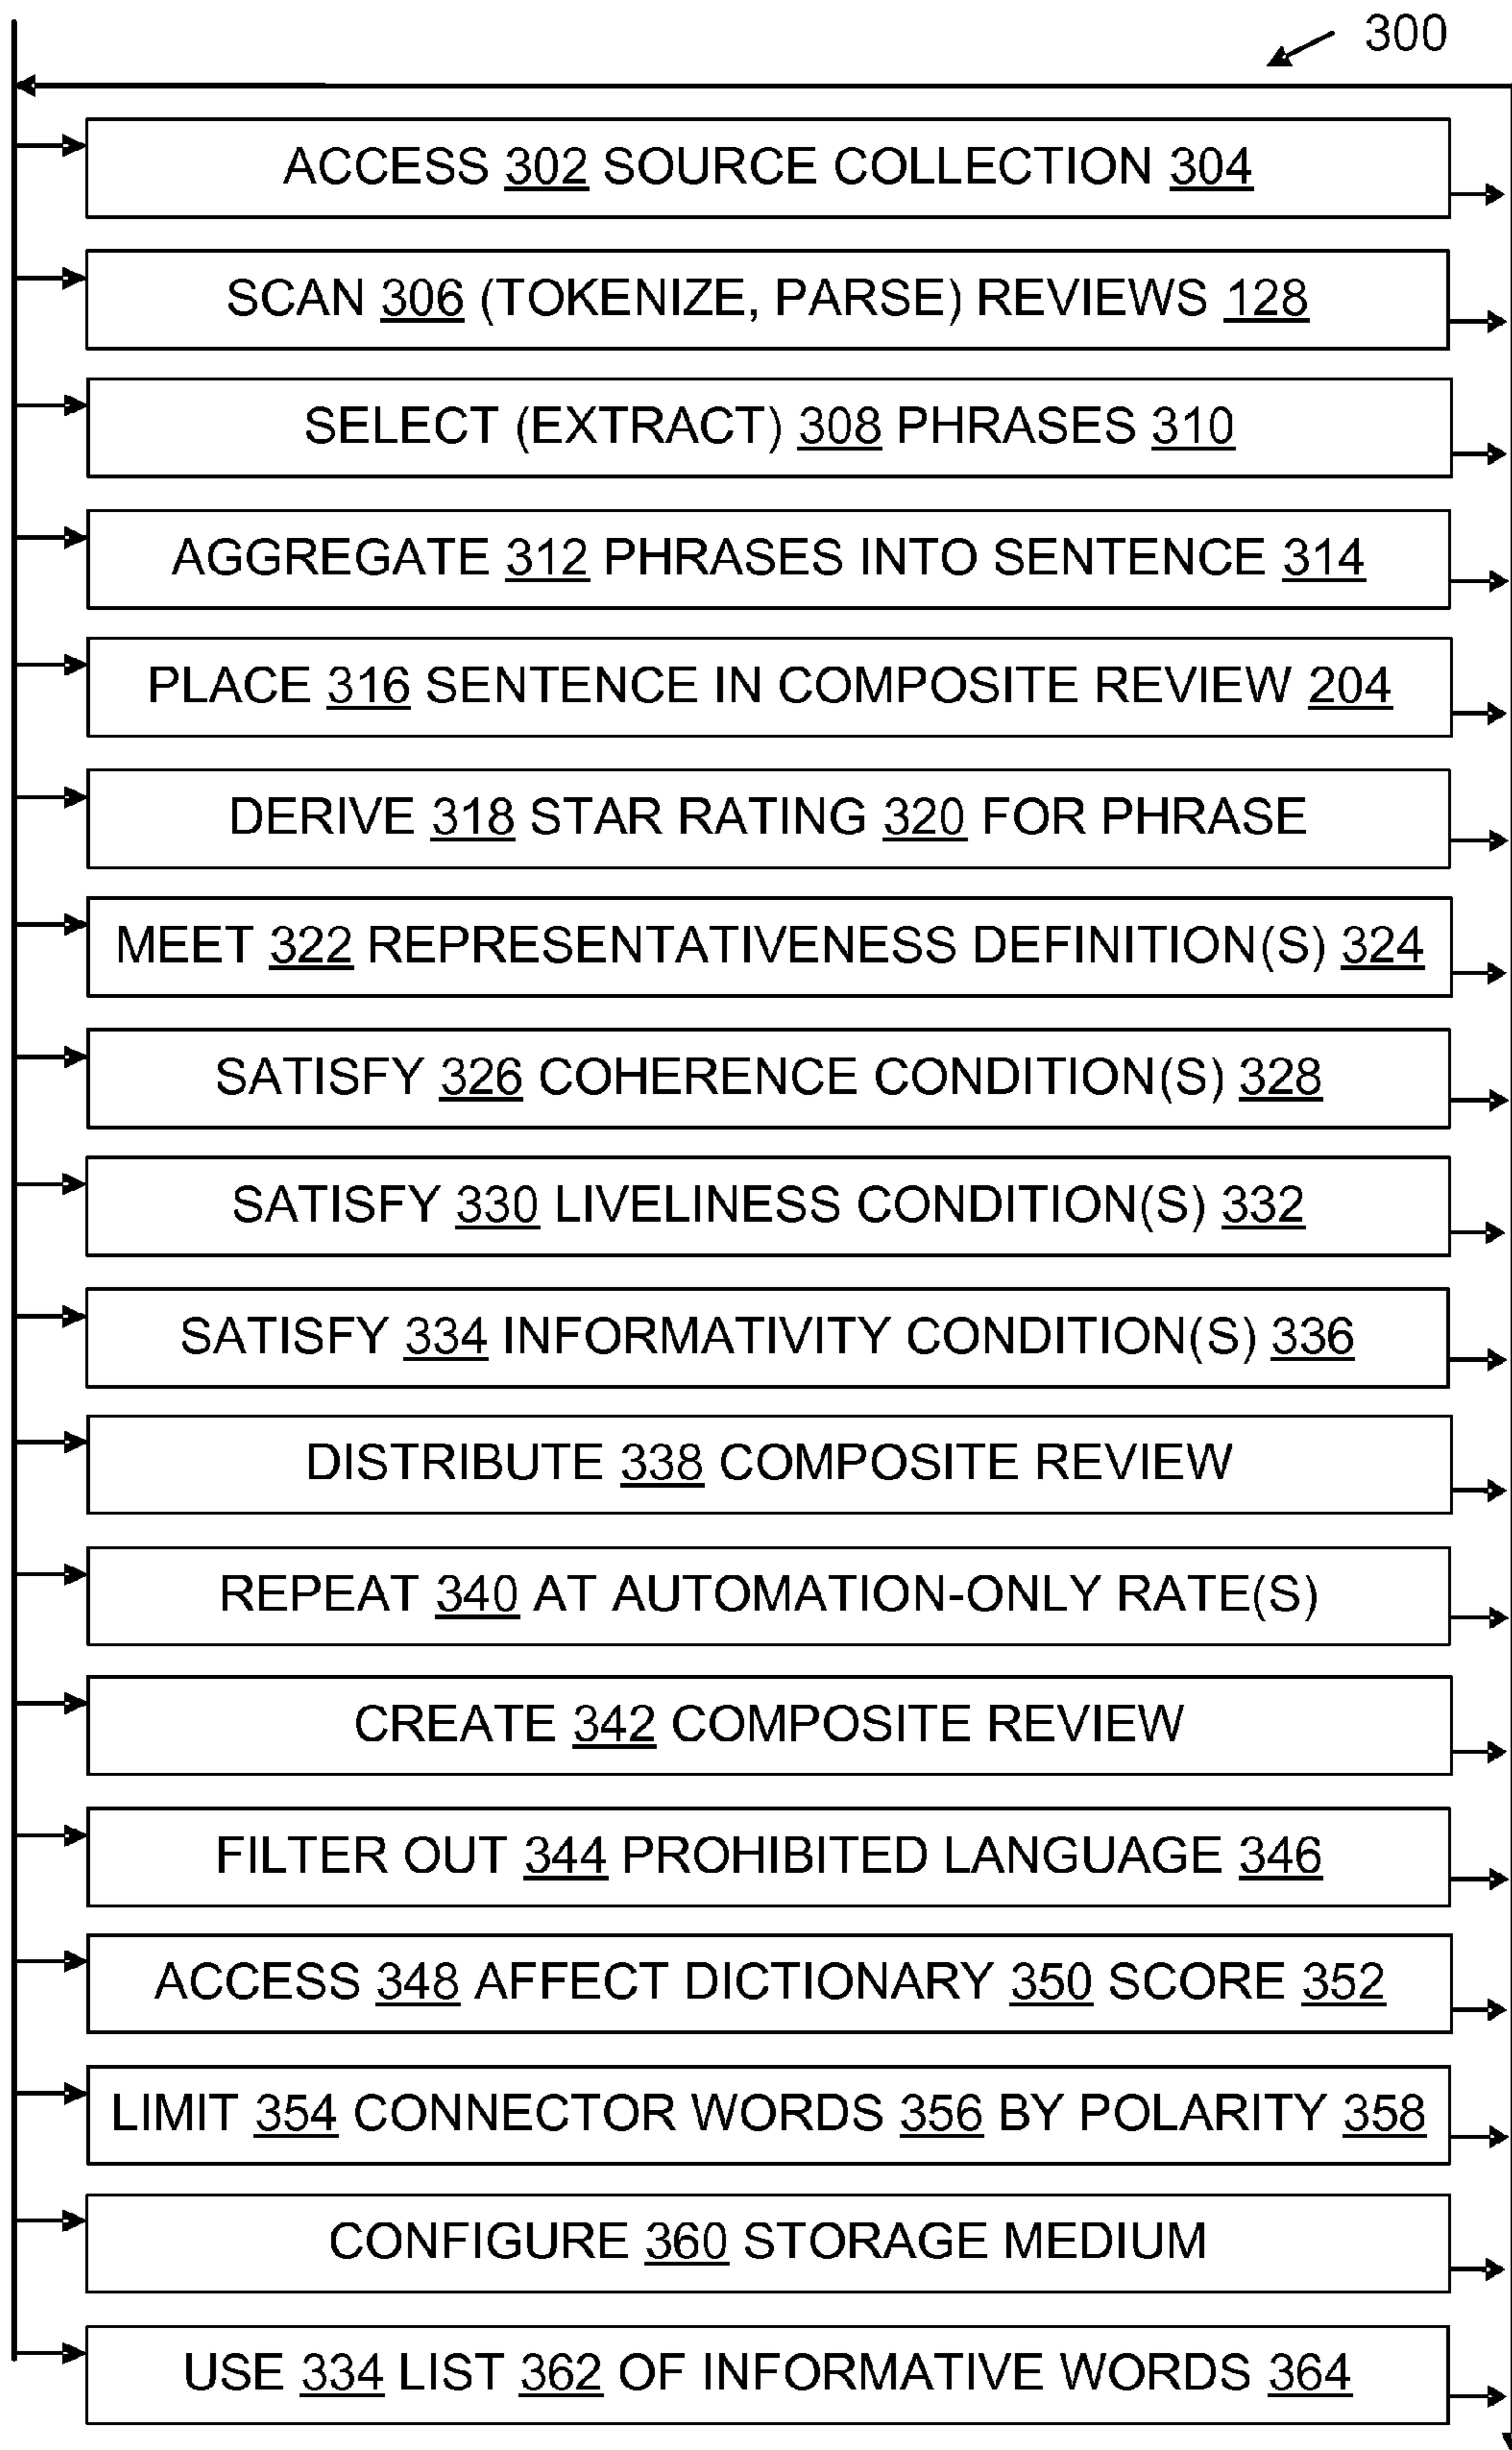 300
ACCESS 302 SOURCE COLLECTION 304
SCAN 306 (TOKENIZE, PARSE) REVIEWS 128
SELECT (EXTRACT) 308 PHRASES 310
AGGREGATE 312 PHRASES INTO SENTENCE 314
PLACE 316 SENTENCE IN COMPOSITE REVIEW 204
DERIVE 318 STAR RATING 320 FOR PHRASE
MEET 322 REPRESENTATIVENESS DEFINITION(S) 324
SATISFY 326 COHERENCE CONDITION(S) 328
SATISFY 330 LIVELINESS CONDITION(S) 332
SATISFY 334 INFORMATIVITY CONDITION(S) 336
DISTRIBUTE 338 COMPOSITE REVIEW
REPEAT 340 AT AUTOMATION-ONLY RATE(S)
CREATE 342 COMPOSITE REVIEW
FILTER OUT 344 PROHIBITED LANGUAGE 346
ACCESS 348 AFFECT DICTIONARY 350 SCORE 352
LIMIT 354 CONNECTOR WORDS 356 BY POLARITY 358
CONFIGURE 360 STORAGE MEDIUM
USE 334 LIST 362 OF INFORMATIVE WORDS 364